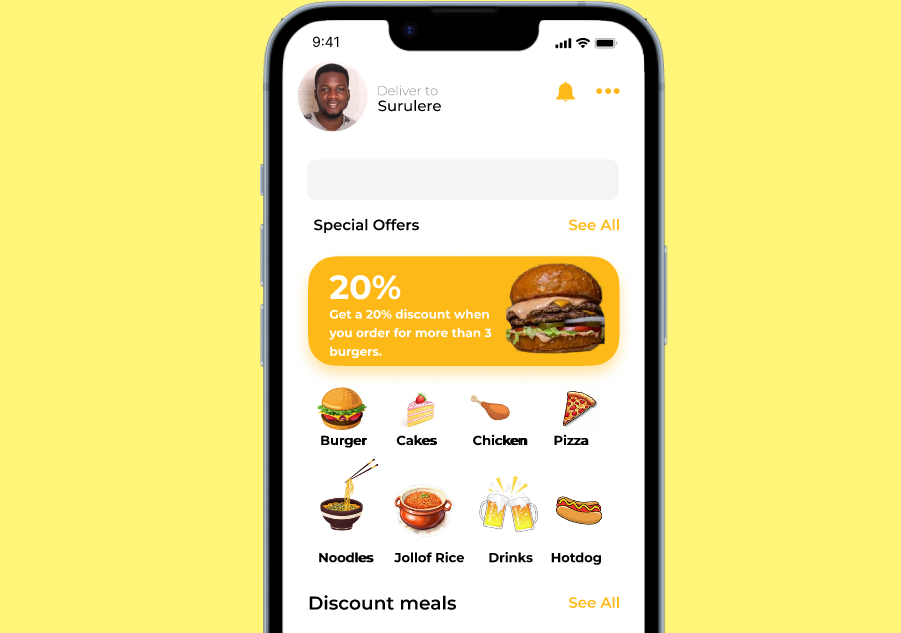 9:41
Deliver to
Surulere
Special Offers
See All
20%
Get a 20% discount when
you order for more than 3
burgers.
Burger
Cakes
Chicken
Pizza
Noodles
Jollof Rice
Drinks
Hotdog
Discount meals
See All